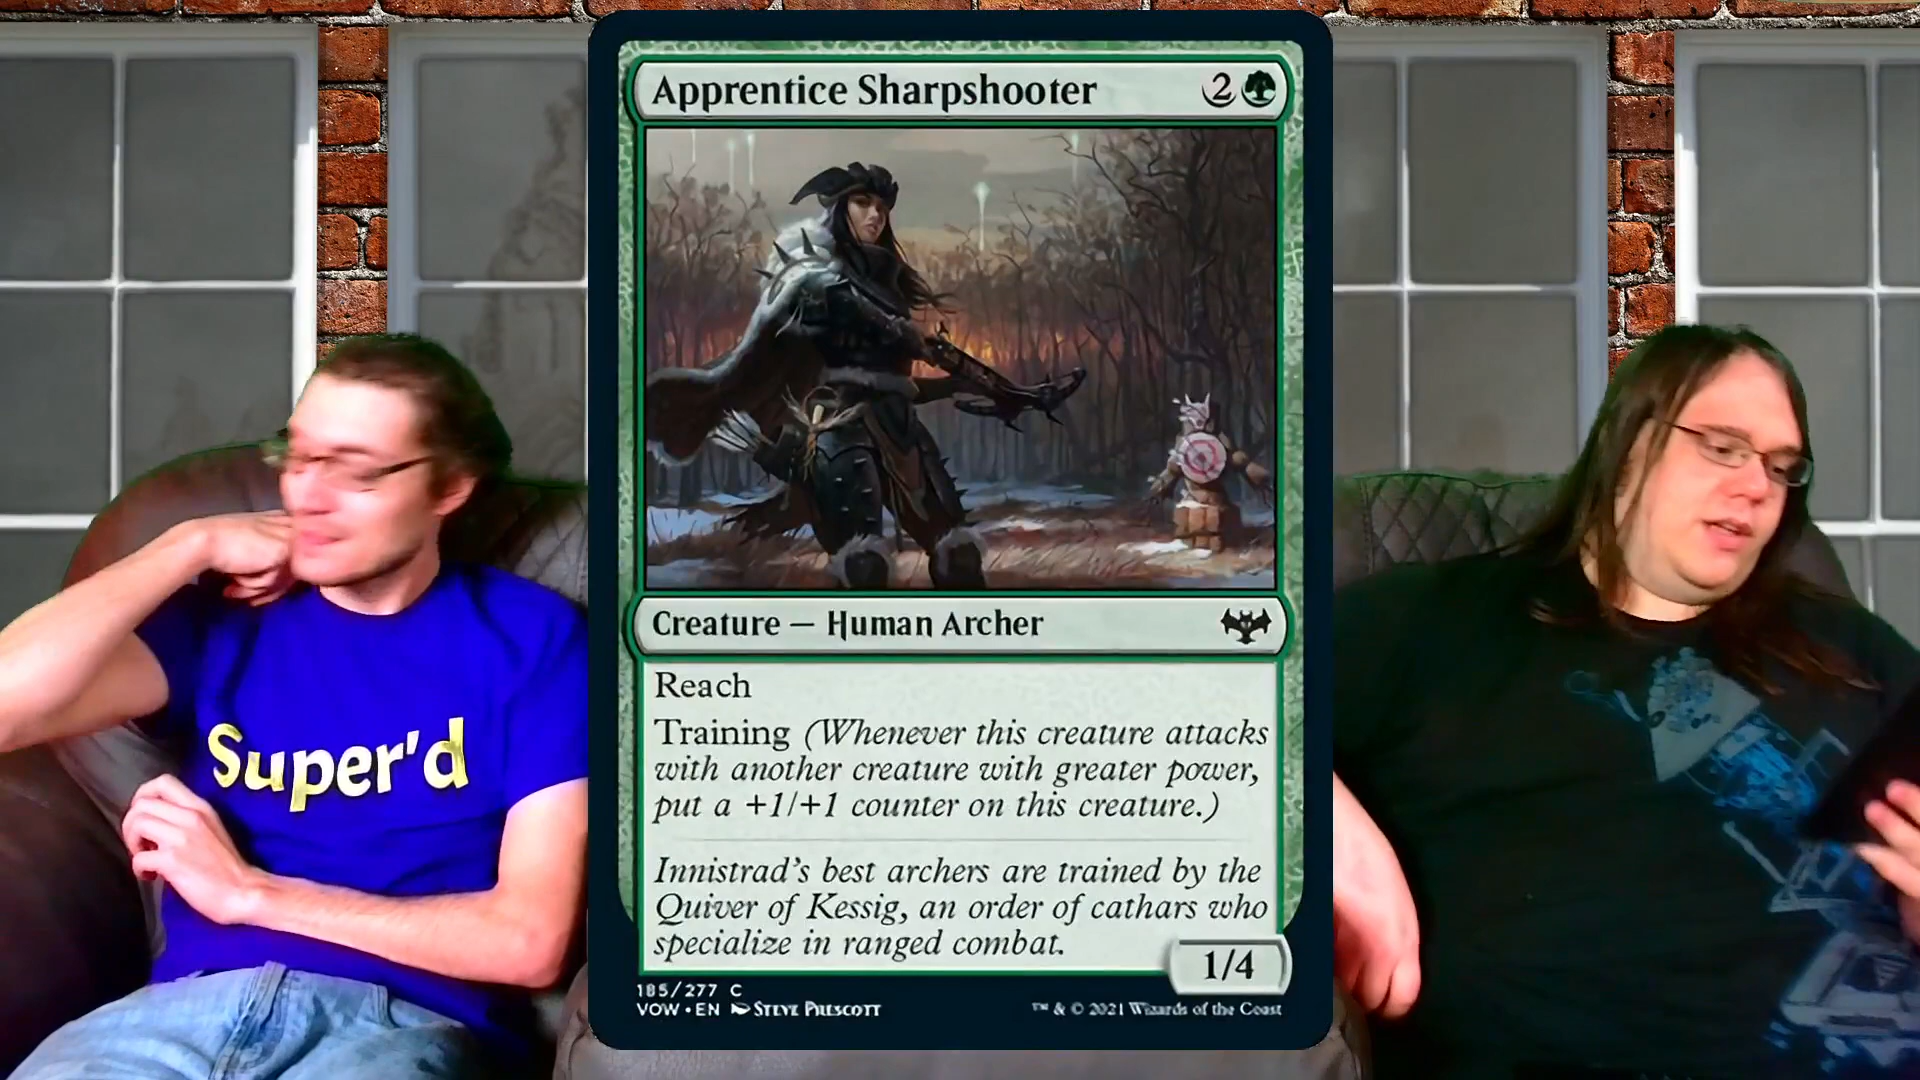 Apprentice Sharpshooter 2
Creature — Human Archer
Reach
Training (Whenever this creature attacks
with another creature with greater power,
put a +1/+1 counter on this creature.)
Innistrad's best archers are trained by the
Quiver of Kessig, an order of cathars who
specialize in ranged combat.
1/4
185/277 C
VOW • EN Steve Prescott
™ & © 2021 Wizards of the Coast
Super'd